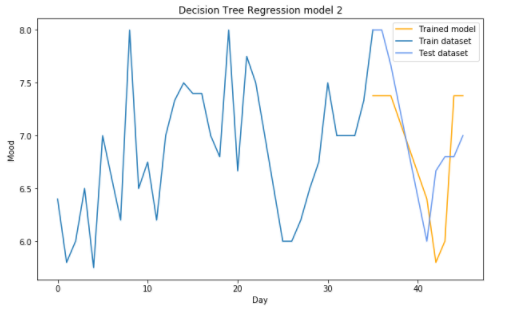 Decision Tree Regression model 2
Trained model
Train dataset
Test dataset
8.0
7.5
7.0
6.5
6.0
Mood
0 10 20 30 40
Day